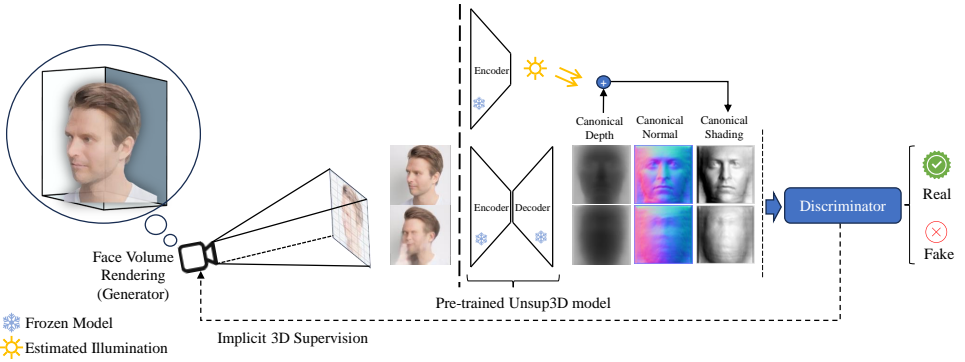 Encoder
Canonical
Depth
Canonical
Normal
Canonical
Shading
Encoder
Decoder
Discriminator
Real
Fake
Face Volume
Rendering
(Generator)
Pre-trained Unsup3D model
Implicit 3D Supervision
Frozen Model
Estimated Illumination